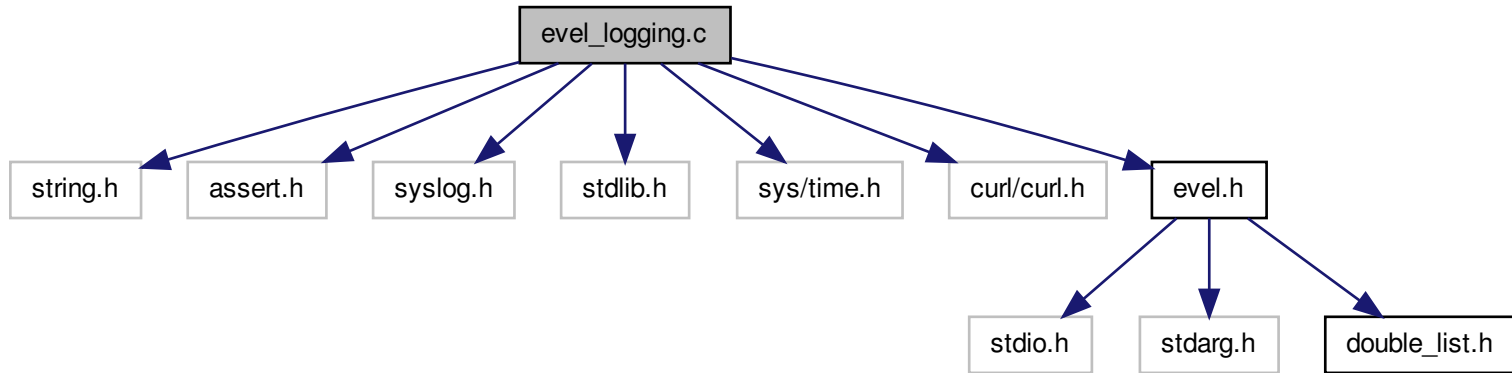 evel_logging.c
string.h
assert.h
syslog.h
stdlib.h
sys/time.h
curl/curl.h
evel.h
stdio.h
stdarg.h
double_list.h